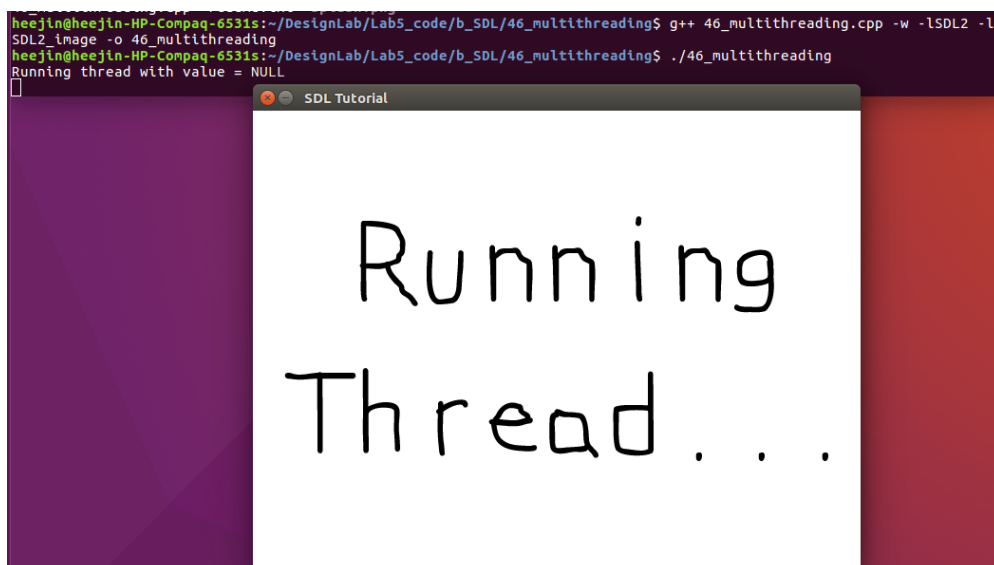 heejin@heejin-HP-Compaq-6531s:~/DesignLab/Lab5_code/b_SDL/46_multithreading$ g++ 46_multithreading.cpp -w -lSDL2 -l
SDL2_image -o 46_multithreading
heejin@heejin-HP-Compaq-6531s:~/DesignLab/Lab5_code/b_SDL/46_multithreading$ ./46_multithreading
Running thread with value = NULL
SDL Tutorial
Running
Thread...